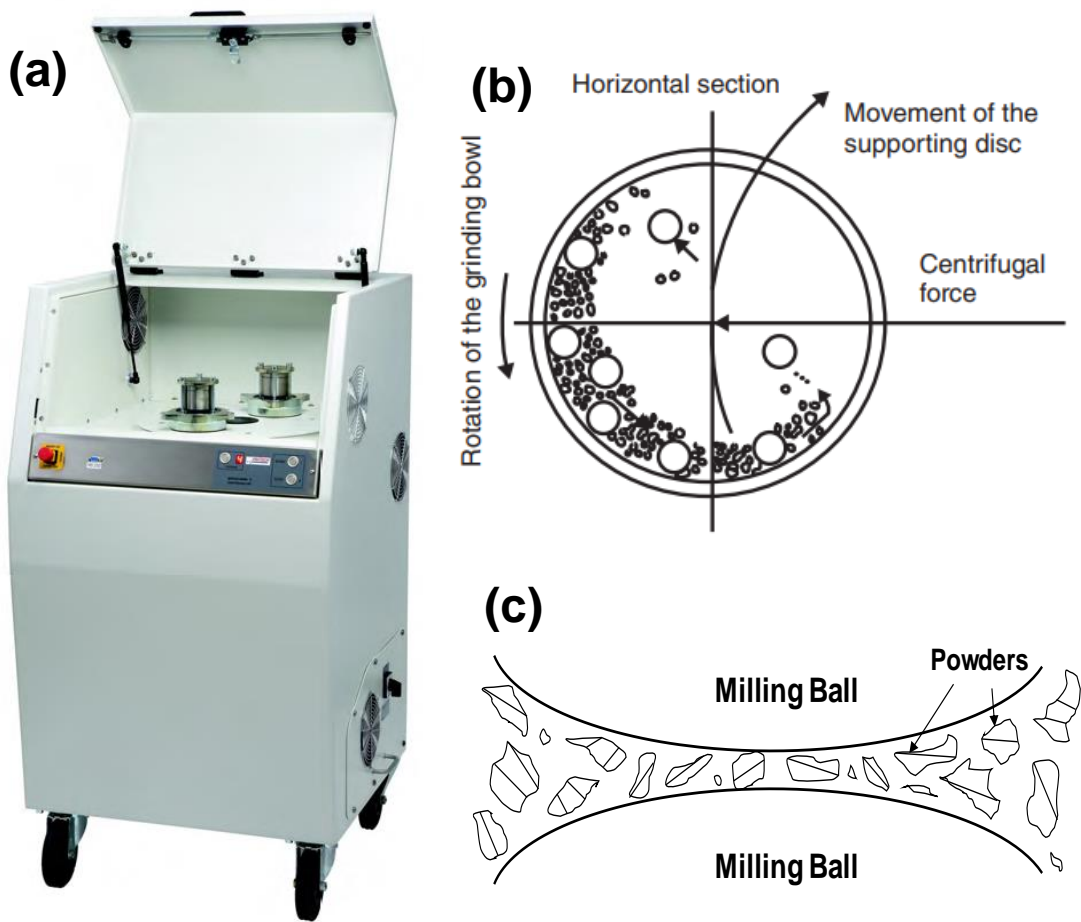 (a)
(b)
Horizontal section
Movement of the
supporting disc
Rotation of the grinding bowl
Centrifugal
force
(c)
Powders
Milling Ball
Milling Ball